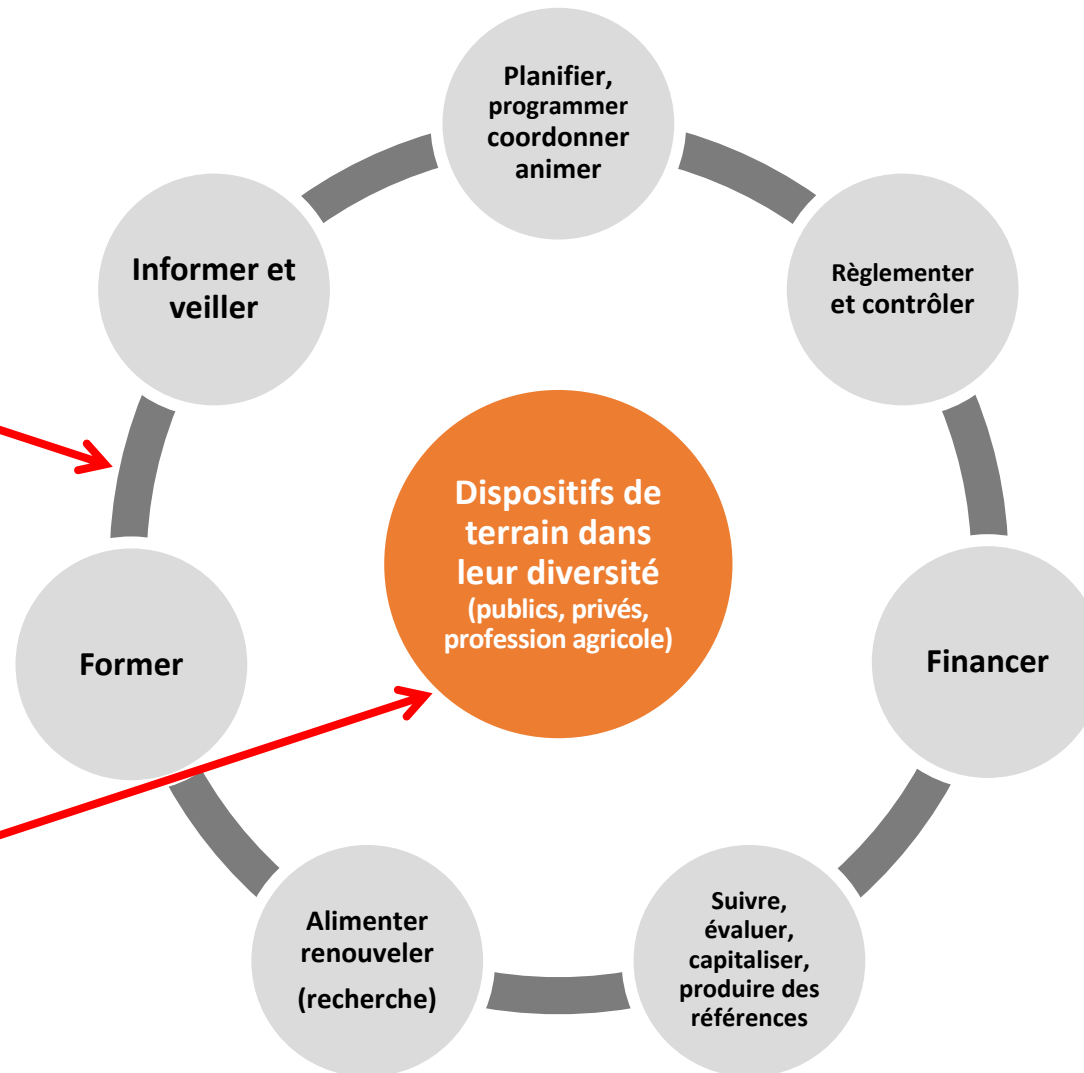 Planifier,
programmer
coordonner
animer
Règlementer
et contrôler
Financer
Suivre,
évaluer,
capitaliser,
produire des
références
Alimenter
renouveler
(recherche)
Former
Informer et
veiller
Dispositifs de
terrain dans
leur diversité
(publics, privés,
profession agricole)